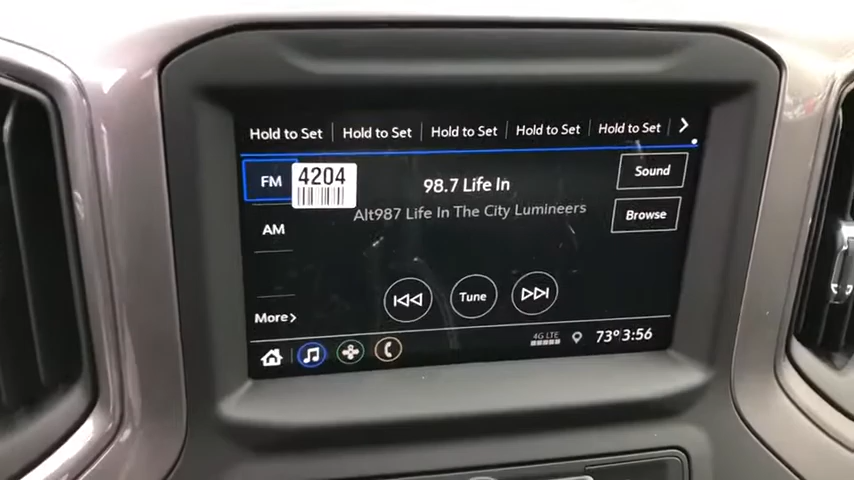 Hold to Set Hold to Set Hold to Set Hold to Set Hold to Set >
FM
4204
98.7 Life In
Sound
Alt987 Life In The City Lumineers
Browse
AM
Tune
More >
4G LTE
73° 3:56